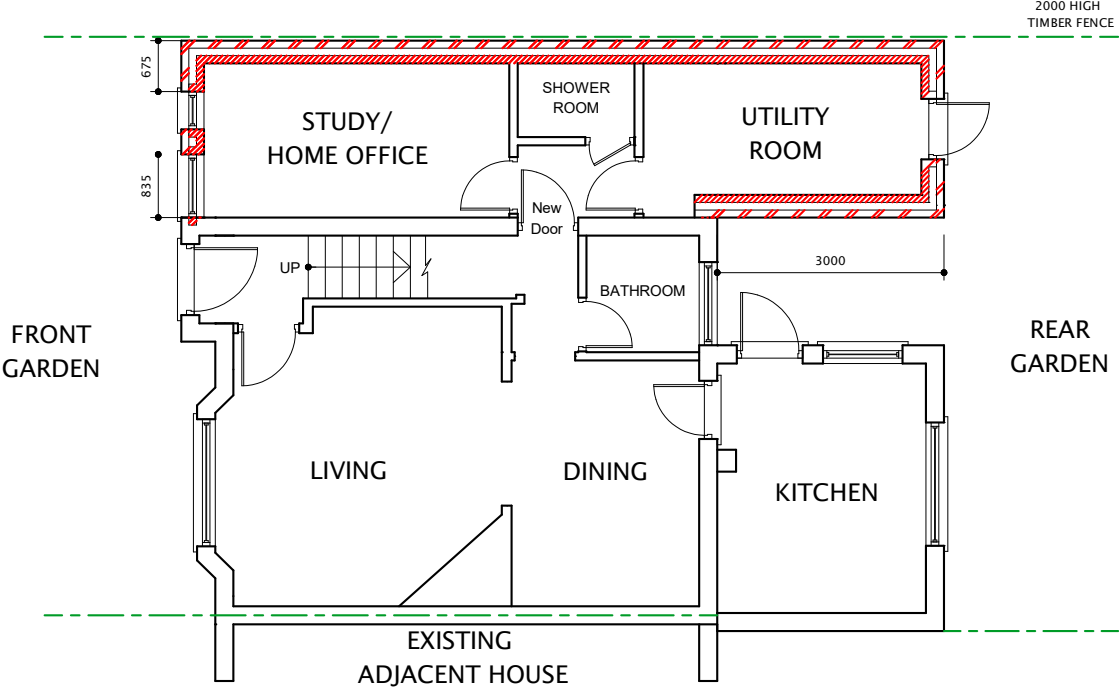 2000 HIGH
TIMBER FENCE
675
SHOWER
ROOM
STUDY/
HOME OFFICE
UTILITY
ROOM
835
New
Door
UP
3000
BATHROOM
FRONT
GARDEN
REAR
GARDEN
LIVING
DINING
KITCHEN
EXISTING
ADJACENT HOUSE